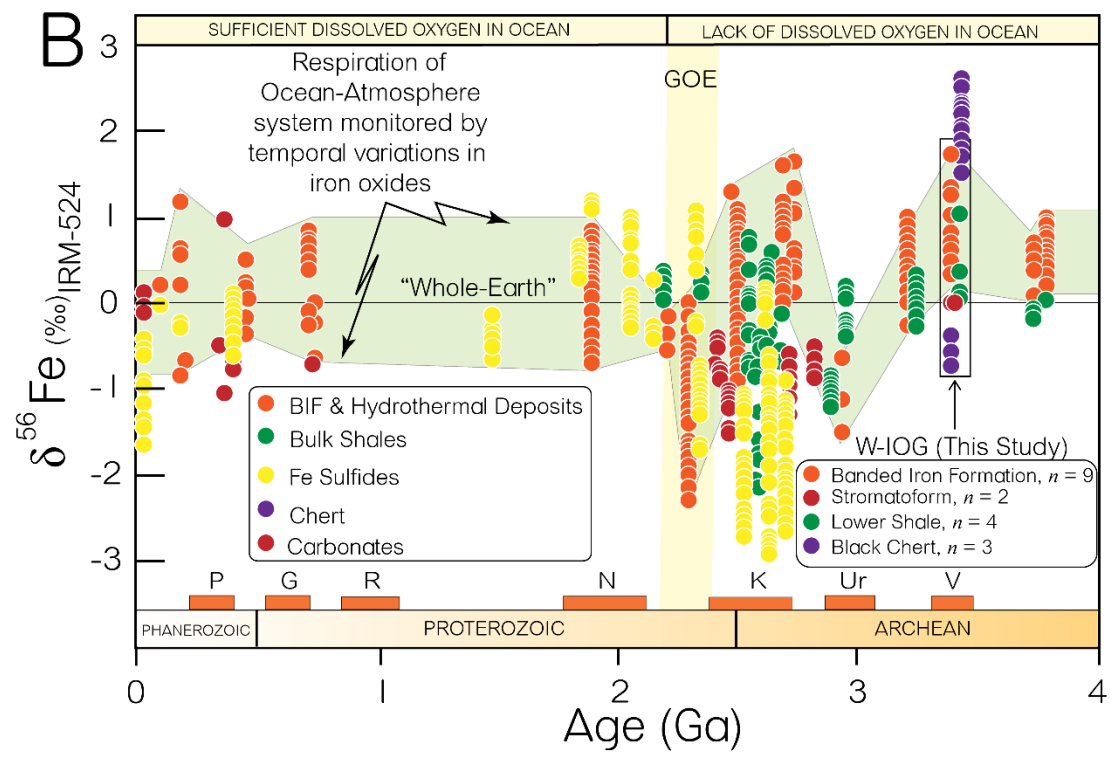 B
SUFFICIENT DISSOLVED OXYGEN IN OCEAN
LACK OF DISSOLVED OXYGEN IN OCEAN
GOE
Respiration of
Ocean-Atmosphere
system monitored by
temporal variations in
iron oxides
"Whole-Earth"
δ ⁵⁶ Fe (‰)IRM-524
3
2
1
0
-1
-2
-3
BIF & Hydrothermal Deposits
Bulk Shales
Fe Sulfides
Chert
Carbonates
W-IOG (This Study)
Banded Iron Formation, n = 9
Stromatoform, n = 2
Lower Shale, n = 4
Black Chert, n = 3
P G R N K Ur V
PHANEROZOIC PROTEROZOIC ARCHEAN
0 1 2 3 4
Age (Ga)